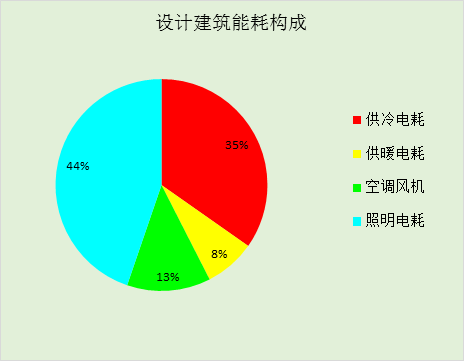 设计建筑能耗构成
35%
供冷电耗
供暖电耗
44%
空调风机
照明电耗
8%
13%